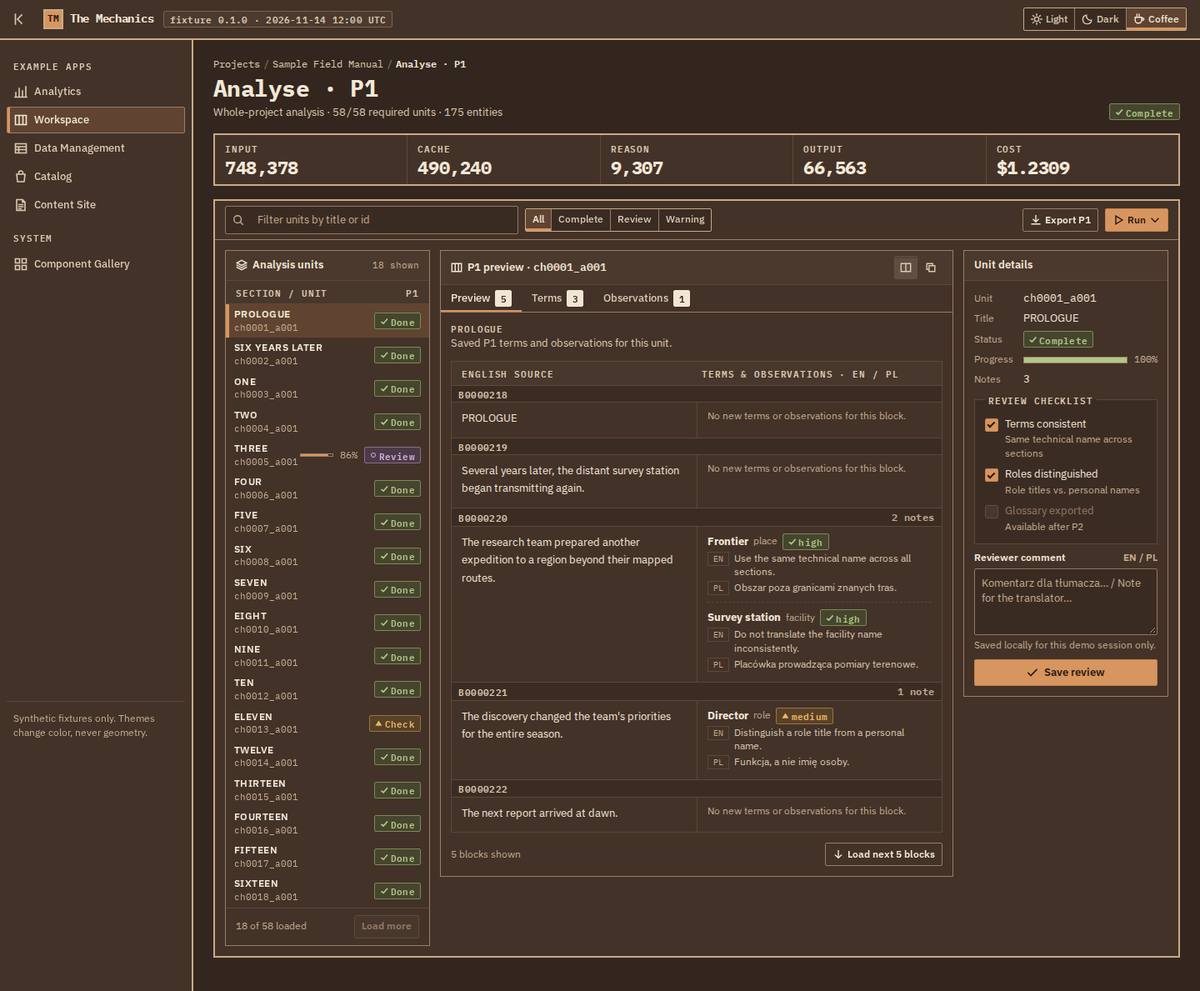 TM The Mechanics fixture 0.1.0 · 2026-11-14 12:00 UTC Light Dark Coffee
EXAMPLE APPS
Analytics
Workspace
Data Management
Catalog
Content Site
SYSTEM
Component Gallery
Synthetic fixtures only. Themes
change color, never geometry.
Projects / Sample Field Manual / Analyse · P1
Analyse · P1
Whole-project analysis · 58/58 required units · 175 entities
Complete
INPUT
748,378
CACHE
490,240
REASON
9,307
OUTPUT
66,563
COST
$1.2309
Filter units by title or id
All Complete Review Warning
Export P1 Run
Analysis units 18 shown
SECTION / UNIT P1
PROLOGUE
ch0001_a001 Done
SIX YEARS LATER
ch0002_a001 Done
ONE
ch0003_a001 Done
TWO
ch0004_a001 Done
THREE
ch0005_a001 86% Review
FOUR
ch0006_a001 Done
FIVE
ch0007_a001 Done
SIX
ch0008_a001 Done
SEVEN
ch0009_a001 Done
EIGHT
ch0010_a001 Done
NINE
ch0011_a001 Done
TEN
ch0012_a001 Done
ELEVEN
ch0013_a001 Check
TWELVE
ch0014_a001 Done
THIRTEEN
ch0015_a001 Done
FOURTEEN
ch0016_a001 Done
FIFTEEN
ch0017_a001 Done
SIXTEEN
ch0018_a001 Done
18 of 58 loaded Load more
P1 preview · ch0001_a001
Preview 5 Terms 3 Observations 1
PROLOGUE
Saved P1 terms and observations for this unit.
ENGLISH SOURCE TERMS & OBSERVATIONS · EN / PL
B0000218
PROLOGUE
No new terms or observations for this block.
B0000219
Several years later, the distant survey station
began transmitting again.
No new terms or observations for this block.
B0000220 2 notes
The research team prepared another
expedition to a region beyond their mapped
routes.
Frontier place high
EN Use the same technical name across all
sections.
PL Obszar poza granicami znanych tras.
Survey station facility high
EN Do not translate the facility name
inconsistently.
PL Placówka prowadząca pomiary terenowe.
B0000221 1 note
The discovery changed the team's priorities
for the entire season.
Director role medium
EN Distinguish a role title from a personal
name.
PL Funkcja, a nie imię osoby.
B0000222
The next report arrived at dawn.
No new terms or observations for this block.
5 blocks shown Load next 5 blocks
Unit details
Unit ch0001_a001
Title PROLOGUE
Status Complete
Progress 100%
Notes 3
REVIEW CHECKLIST
Terms consistent
Same technical name across
sections
Roles distinguished
Role titles vs. personal names
Glossary exported
Available after P2
Reviewer comment EN / PL
Komentarz dla tłumacza… / Note
for the translator…
Saved locally for this demo session only.
Save review